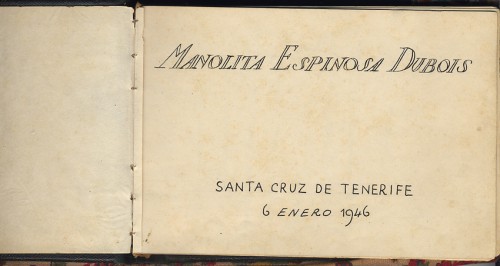 MANOLITA ESPINOSA DUBOIS
SANTA CRUZ DE TENERIFE
6 ENERO 1946